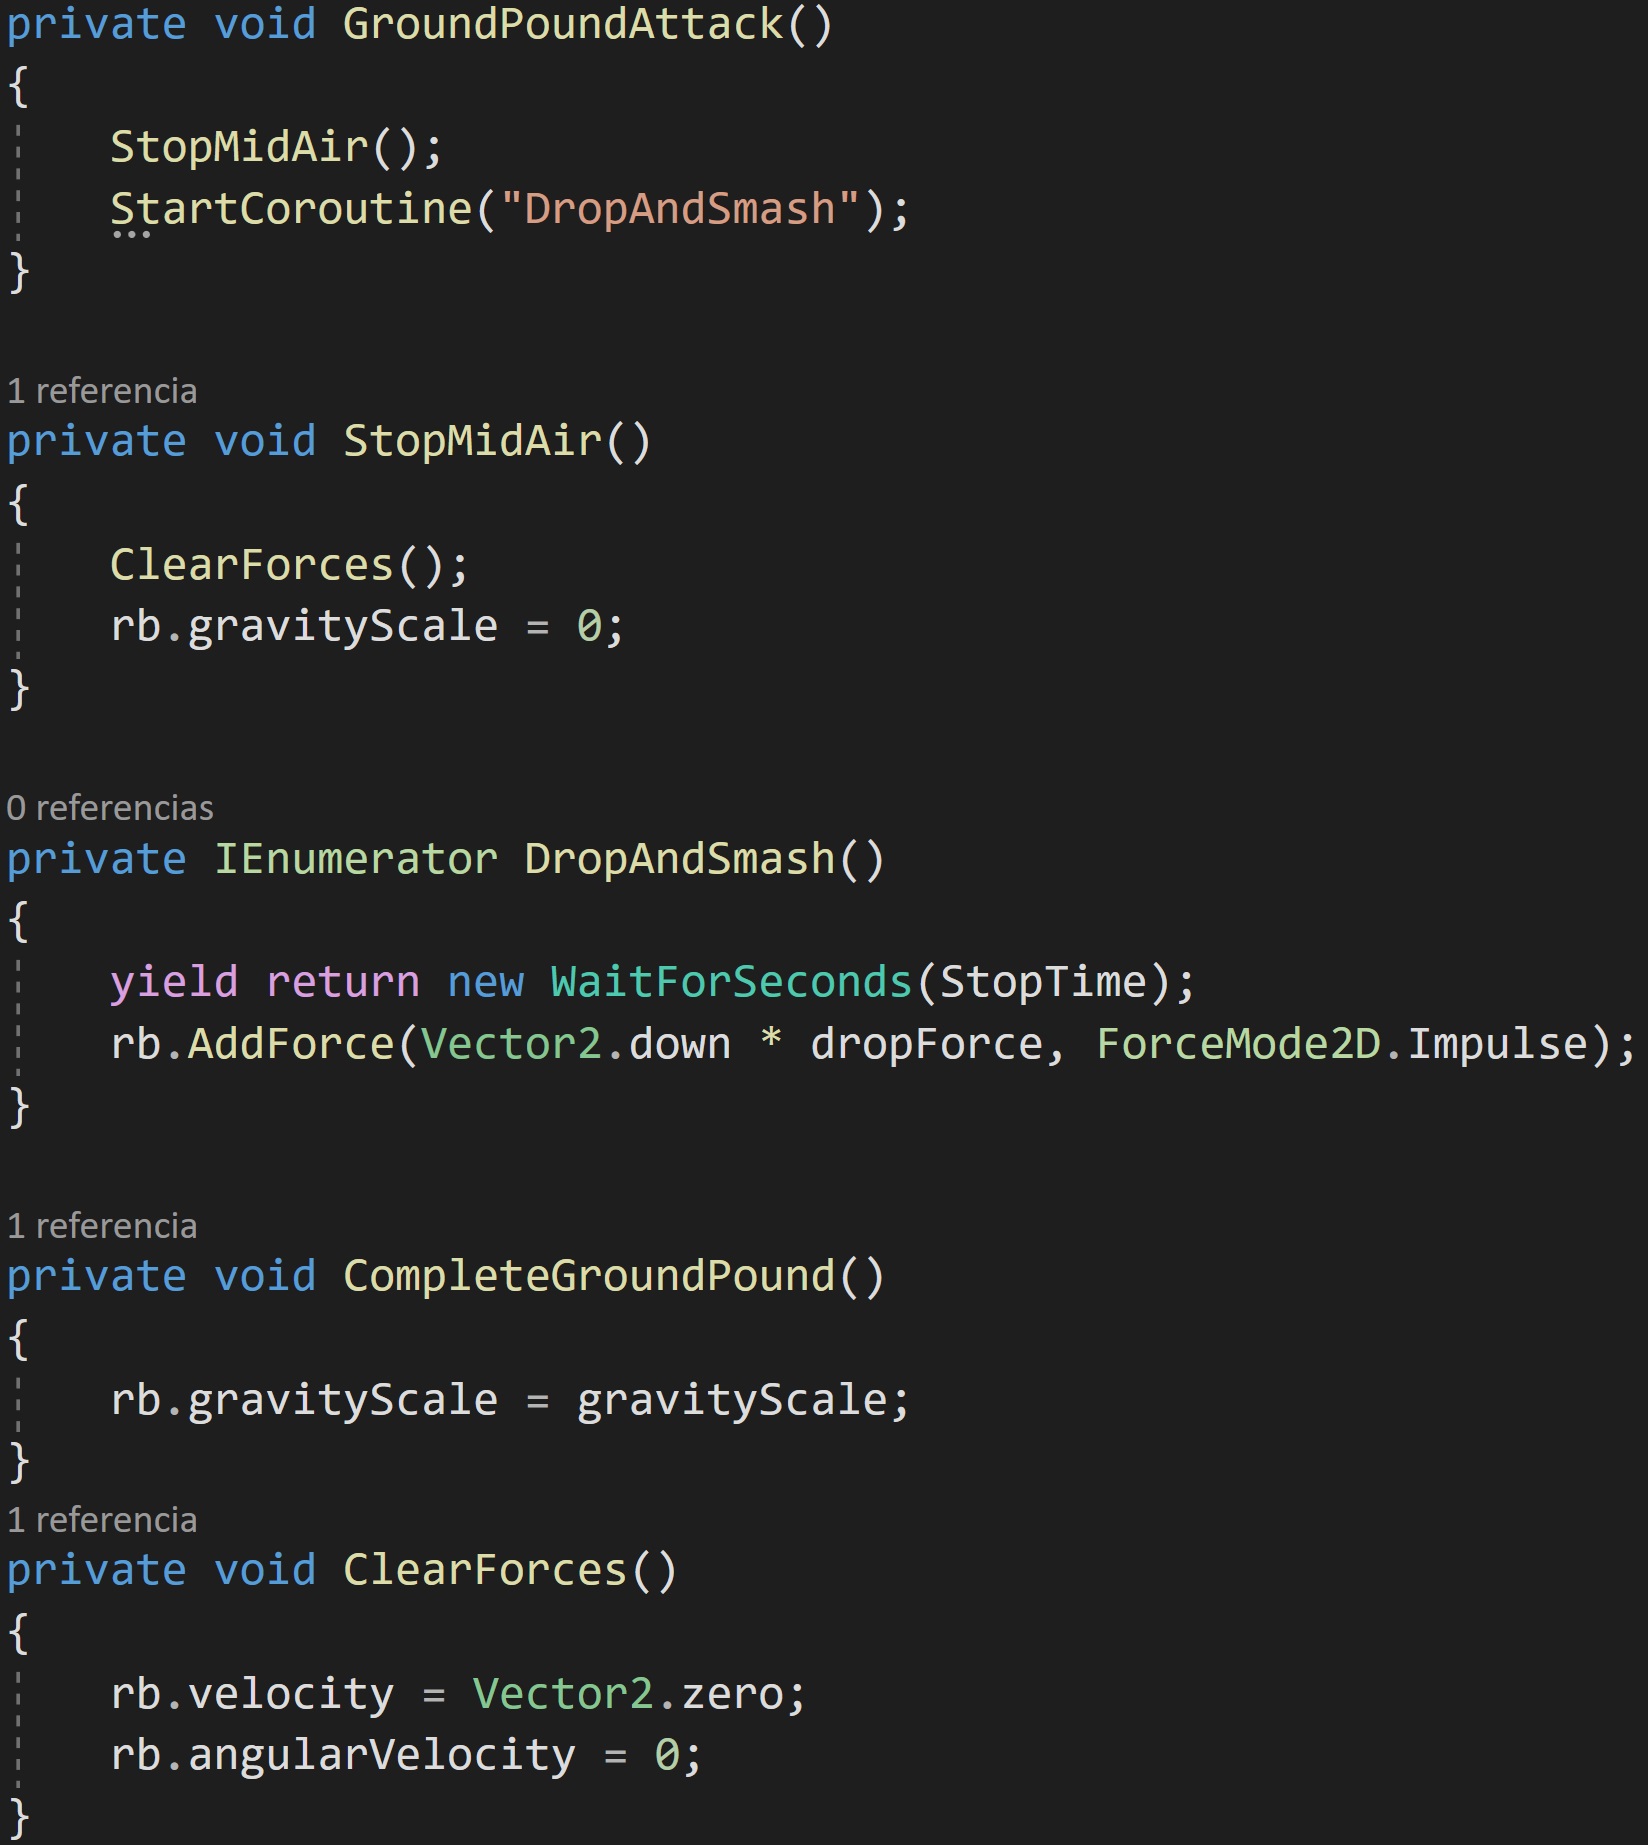 private void GroundPoundAttack()
{
    StopMidAir();
    StartCoroutine("DropAndSmash");
}
1 referencia
private void StopMidAir()
{
    ClearForces();
    rb.gravityScale = 0;
}
0 referencias
private IEnumerator DropAndSmash()
{
    yield return new WaitForSeconds(StopTime);
    rb.AddForce(Vector2.down * dropForce, ForceMode2D.Impulse);
}
1 referencia
private void CompleteGroundPound()
{
    rb.gravityScale = gravityScale;
}
1 referencia
private void ClearForces()
{
    rb.velocity = Vector2.zero;
    rb.angularVelocity = 0;
}